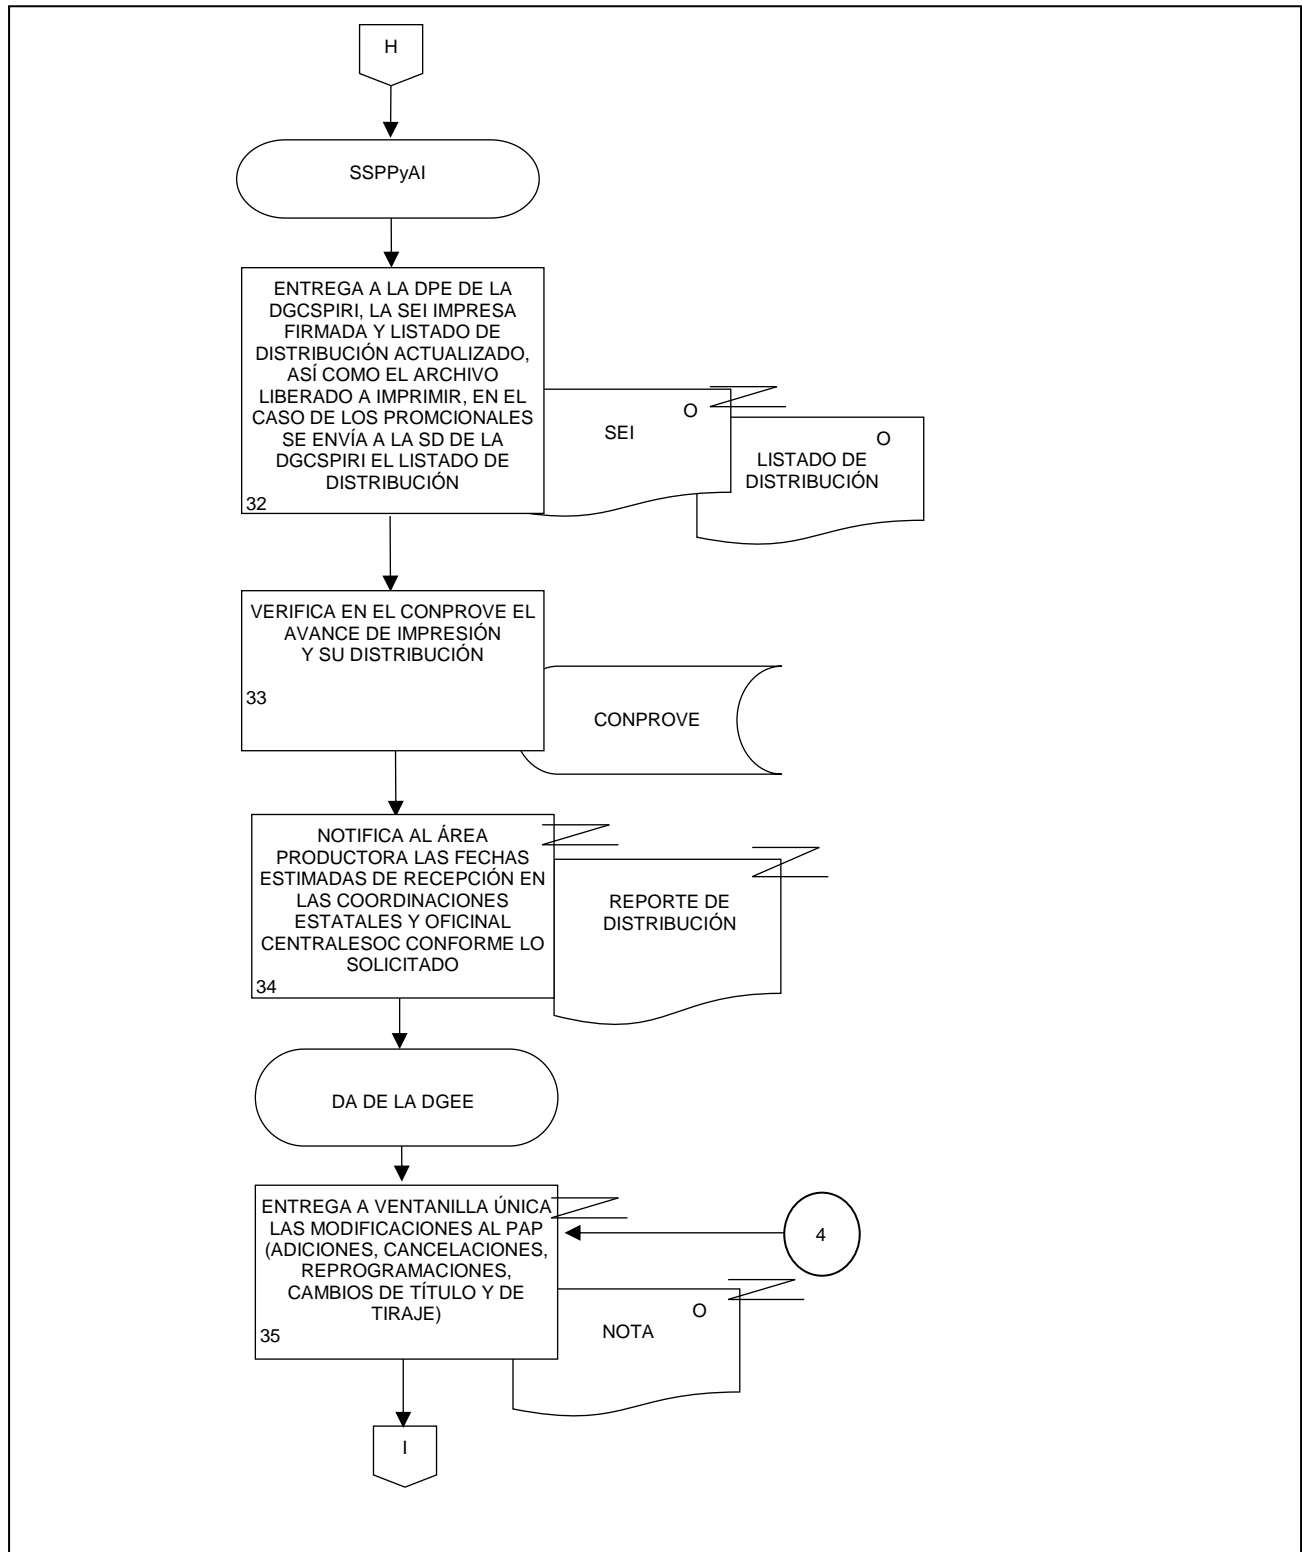 H
SSPPyAI
ENTREGA A LA DPE DE LA
DGCSPIRI, LA SEI IMPRESA
FIRMADA Y LISTADO DE
DISTRIBUCIÓN ACTUALIZADO,
ASÍ COMO EL ARCHIVO
LIBERADO A IMPRIMIR, EN EL
CASO DE LOS PROMCIONALES
SE ENVÍA A LA SD DE LA
DGCSPIRI EL LISTADO DE
DISTRIBUCIÓN
32
O
SEI
O
LISTADO DE
DISTRIBUCIÓN
VERIFICA EN EL CONPROVE EL
AVANCE DE IMPRESIÓN
Y SU DISTRIBUCIÓN
33
CONPROVE
NOTIFICA AL ÁREA
PRODUCTORA LAS FECHAS
ESTIMADAS DE RECEPCIÓN EN
LAS COORDINACIONES
ESTATALES Y OFICINAL
CENTRALESOC CONFORME LO
SOLICITADO
34
REPORTE DE
DISTRIBUCIÓN
DA DE LA DGEE
ENTREGA A VENTANILLA ÚNICA
LAS MODIFICACIONES AL PAP
(ADICIONES, CANCELACIONES,
REPROGRAMACIONES,
CAMBIOS DE TÍTULO Y DE
TIRAJE)
35
4
O
NOTA
I